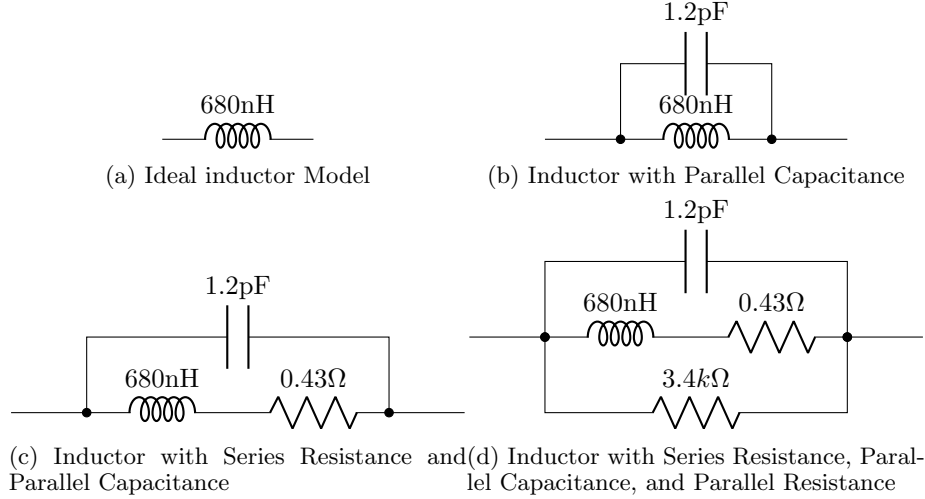 680nH
(a) Ideal inductor Model
1.2pF
680nH
(b) Inductor with Parallel Capacitance
1.2pF
680nH 0.43Ω
(c) Inductor with Series Resistance and
Parallel Capacitance
1.2pF
680nH 0.43Ω
3.4kΩ
(d) Inductor with Series Resistance, Paral-
lel Capacitance, and Parallel Resistance